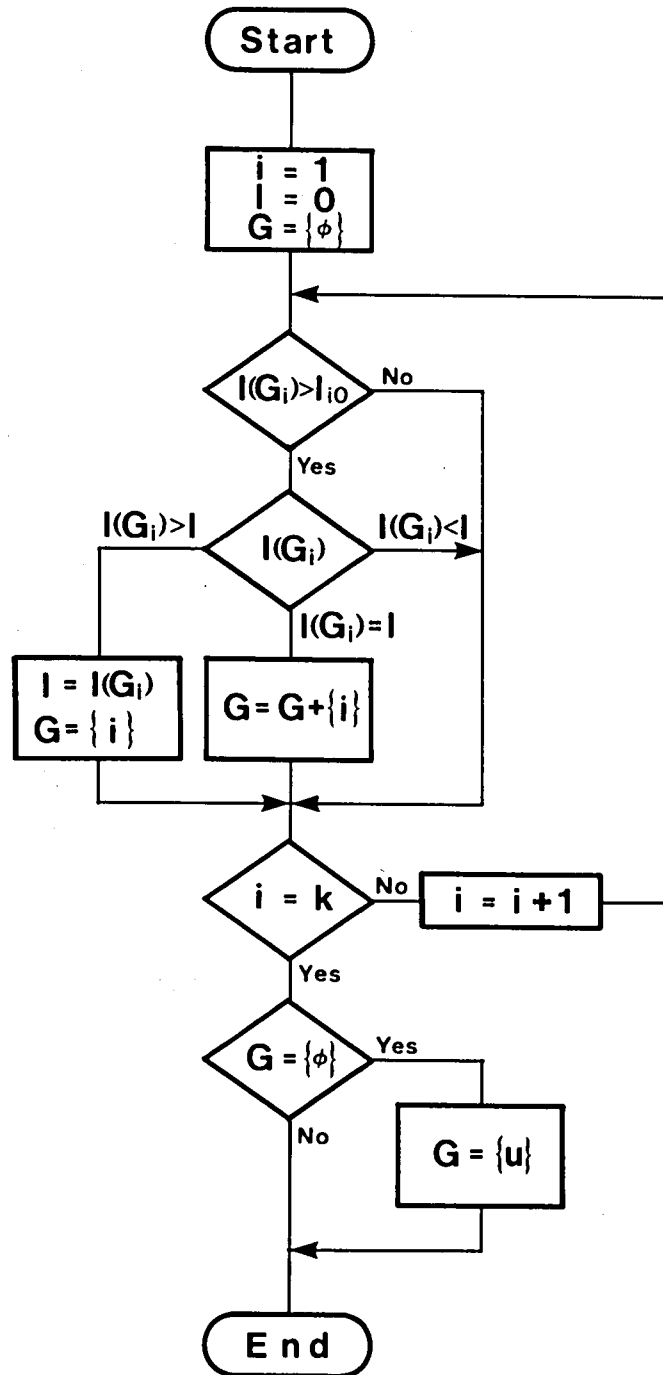 Start
i = 1
I = 0
G = {ϕ}
I(Gi)>Ii0
No
Yes
I(Gi)>I
I(Gi)
I(Gi)<I
I(Gi)=I
I = I(Gi)
G={ i }
G=G+{i}
i = k
No
i = i+1
Yes
G = {ϕ}
Yes
No
G = {u}
End